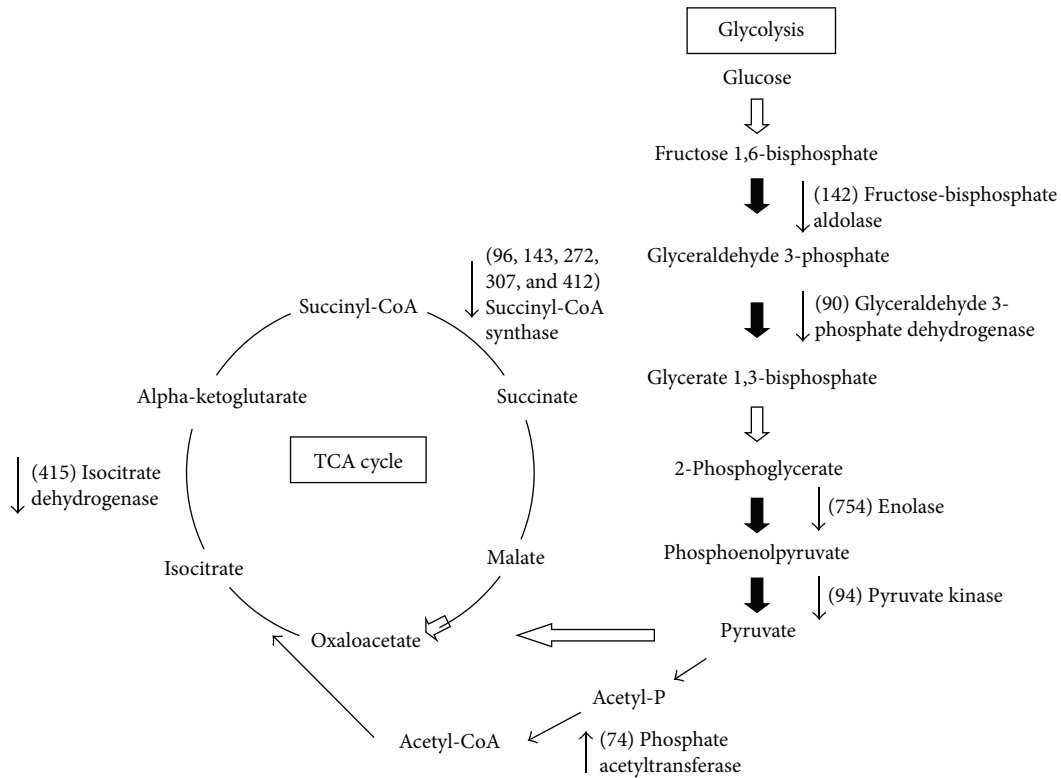 Glycolysis
Glucose
Fructose 1,6-bisphosphate
(142) Fructose-bisphosphate
aldolase
Glyceraldehyde 3-phosphate
(90) Glyceraldehyde 3-
phosphate dehydrogenase
Glycerate 1,3-bisphosphate
2-Phosphoglycerate
(754) Enolase
Phosphoenolpyruvate
(94) Pyruvate kinase
Pyruvate
Acetyl-P
(74) Phosphate
acetyltransferase
Acetyl-CoA
(96, 143, 272,
307, and 412)
Succinyl-CoA
synthase
Succinyl-CoA
Alpha-ketoglutarate
Succinate
TCA cycle
(415) Isocitrate
dehydrogenase
Isocitrate
Malate
Oxaloacetate